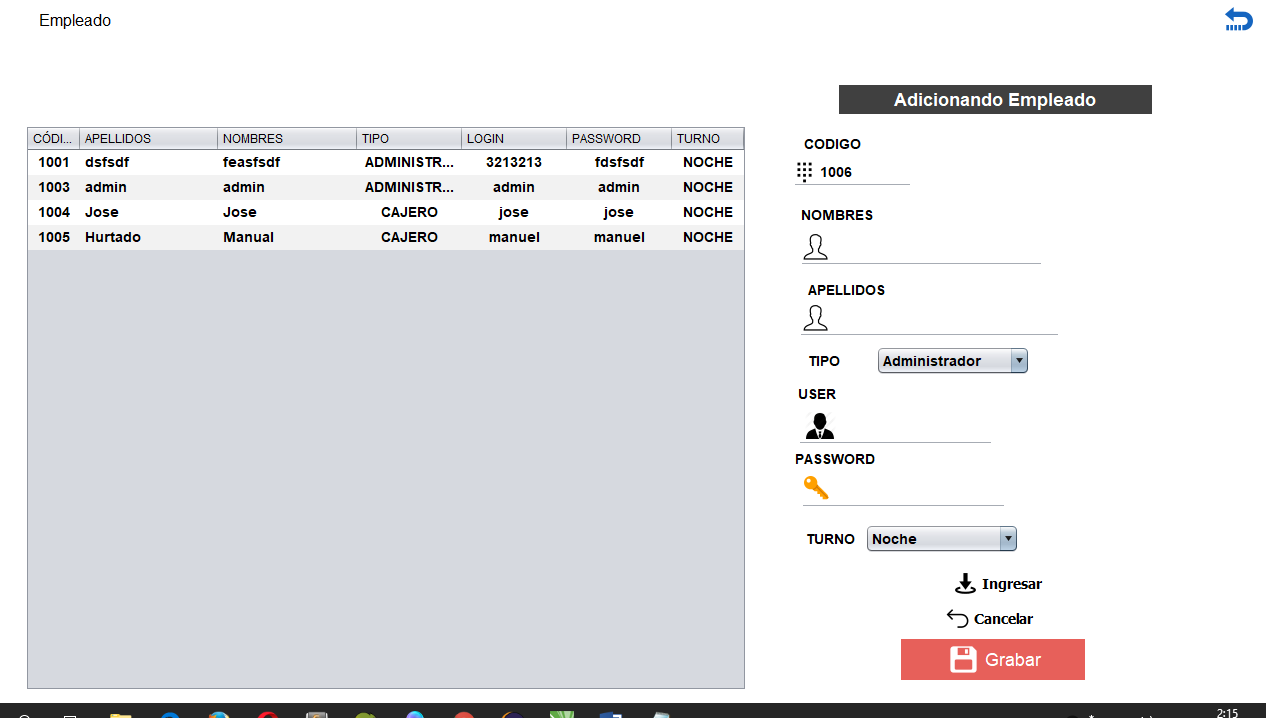 Empleado
Adicionando Empleado
CÓDI... APELLIDOS NOMBRES TIPO LOGIN PASSWORD TURNO
1001 dsfsdf feasfsdf ADMINISTR... 3213213 fdsfsdf NOCHE
1003 admin admin ADMINISTR... admin admin NOCHE
1004 Jose Jose CAJERO jose jose NOCHE
1005 Hurtado Manual CAJERO manuel manuel NOCHE
CODIGO
1006
NOMBRES
APELLIDOS
TIPO Administrador
USER
PASSWORD
TURNO Noche
Ingresar
Cancelar
Grabar
2:15